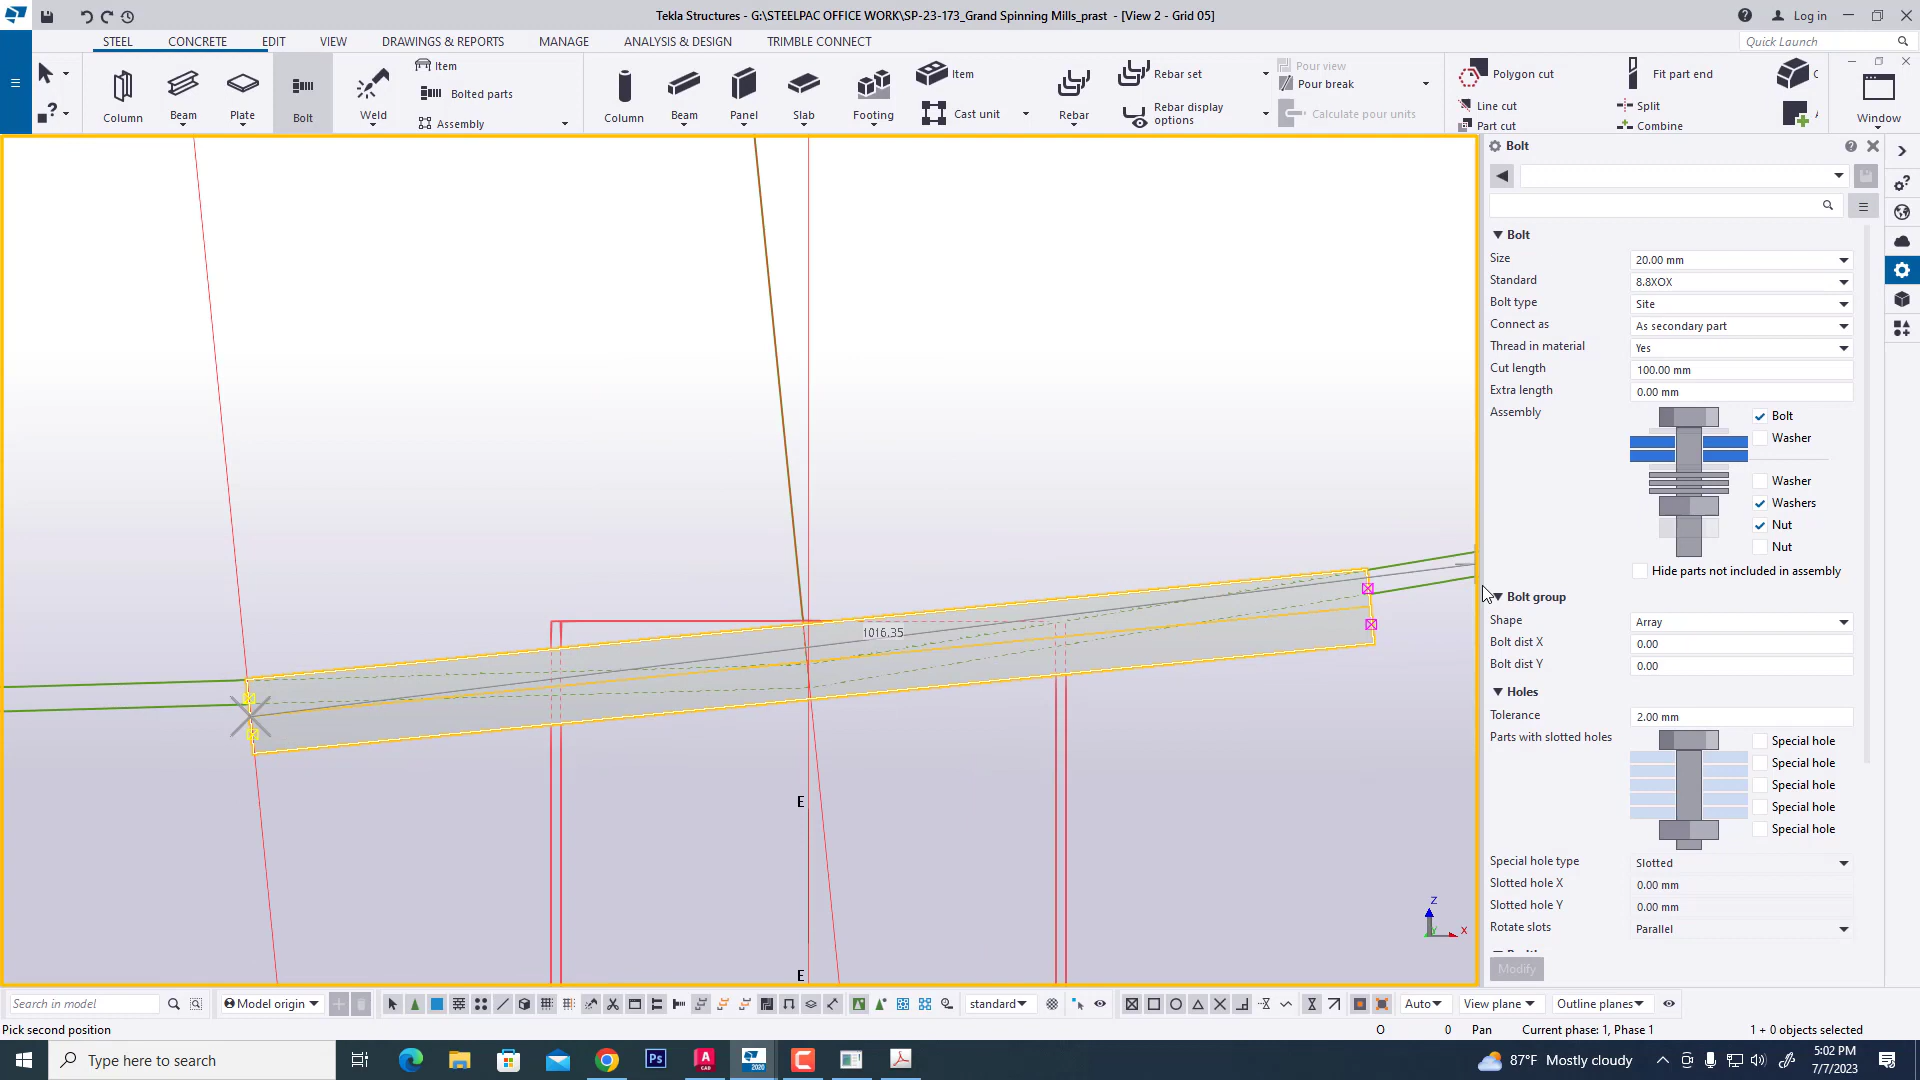 Tekla Structures - G:\STEELPAC OFFICE WORK\SP-23-173_Grand Spinning Mills_prast - [View 2 - Grid 05]
Log in
STEEL CONCRETE EDIT VIEW DRAWINGS & REPORTS MANAGE ANALYSIS & DESIGN TRIMBLE CONNECT
Quick Launch
Column Beam Plate Bolt Weld
Item
Bolted parts
Assembly
Column Beam Panel Slab Footing
Item
Cast unit
Rebar
Rebar set
Rebar display options
Pour view
Pour break
Calculate pour units
Polygon cut
Line cut
Part cut
Fit part end
Split
Combine
Window
Bolt
Bolt
Size 20.00 mm
Standard 8.8XOX
Bolt type Site
Connect as As secondary part
Thread in material Yes
Cut length 100.00 mm
Extra length 0.00 mm
Assembly
Bolt
Washer
Washer
Washers
Nut
Nut
Hide parts not included in assembly
Bolt group
Shape Array
Bolt dist X 0.00
Bolt dist Y 0.00
Holes
Tolerance 2.00 mm
Parts with slotted holes
Special hole
Special hole
Special hole
Special hole
Special hole
Special hole type Slotted
Slotted hole X 0.00 mm
Slotted hole Y 0.00 mm
Rotate slots Parallel
Modify
1016.35
E
E
Z
X
Search in model
Model origin
standard
Auto
View plane
Outline planes
Pick second position
O 0 Pan Current phase: 1, Phase 1 1 + 0 objects selected
Type here to search
87°F Mostly cloudy
5:02 PM
7/7/2023